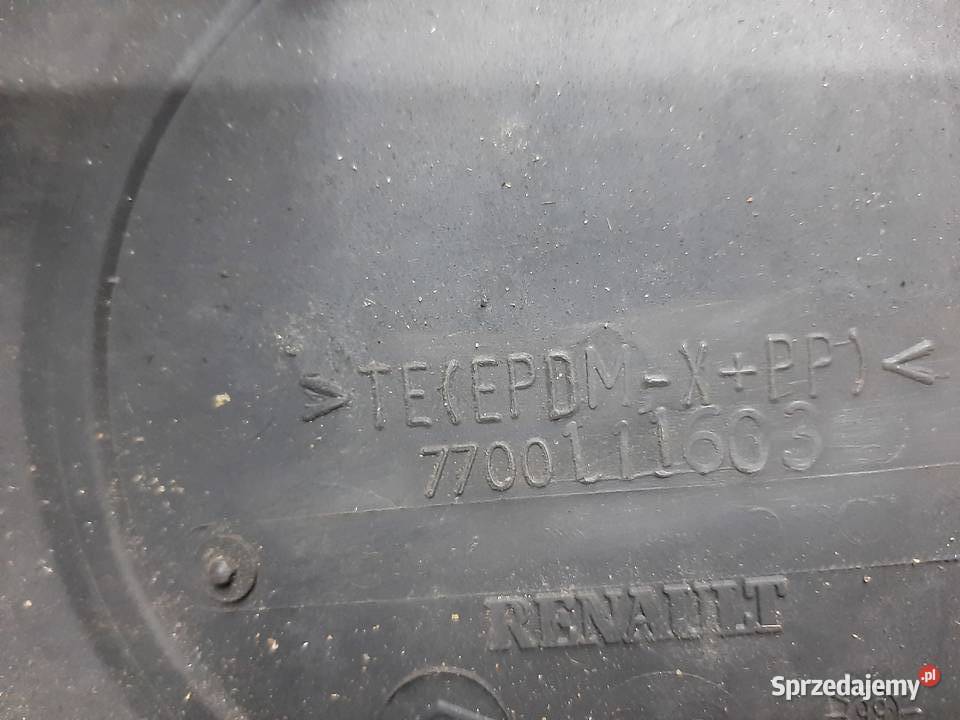 >TE(EPDM-X+PP)<
7700111603
RENAULT
Sprzedajemy.pl